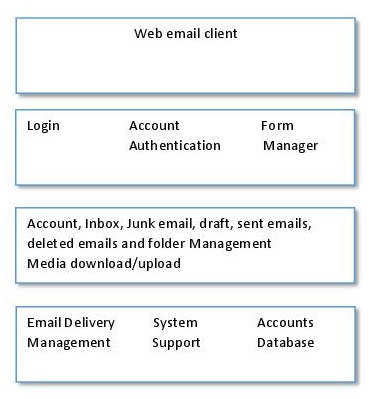 Web email client
Login Account Form
Authentication Manager
Account, Inbox, Junk email, draft, sent emails,
deleted emails and folder Management
Media download/upload
Email Delivery System Accounts
Management Support Database